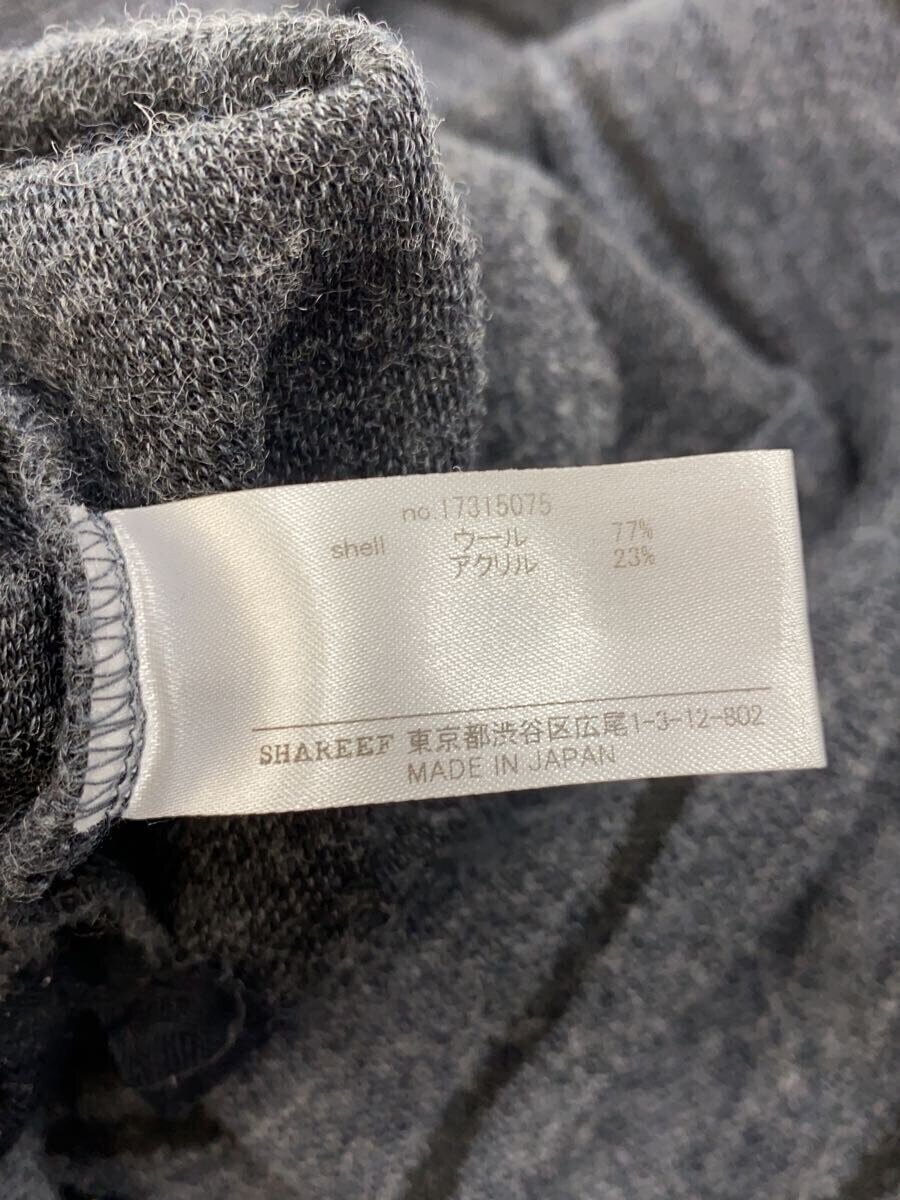 no.17315075
shell ウール 77%
アクリル 23%
SHAREEF 東京都渋谷区広尾1-3-12-802
MADE IN JAPAN